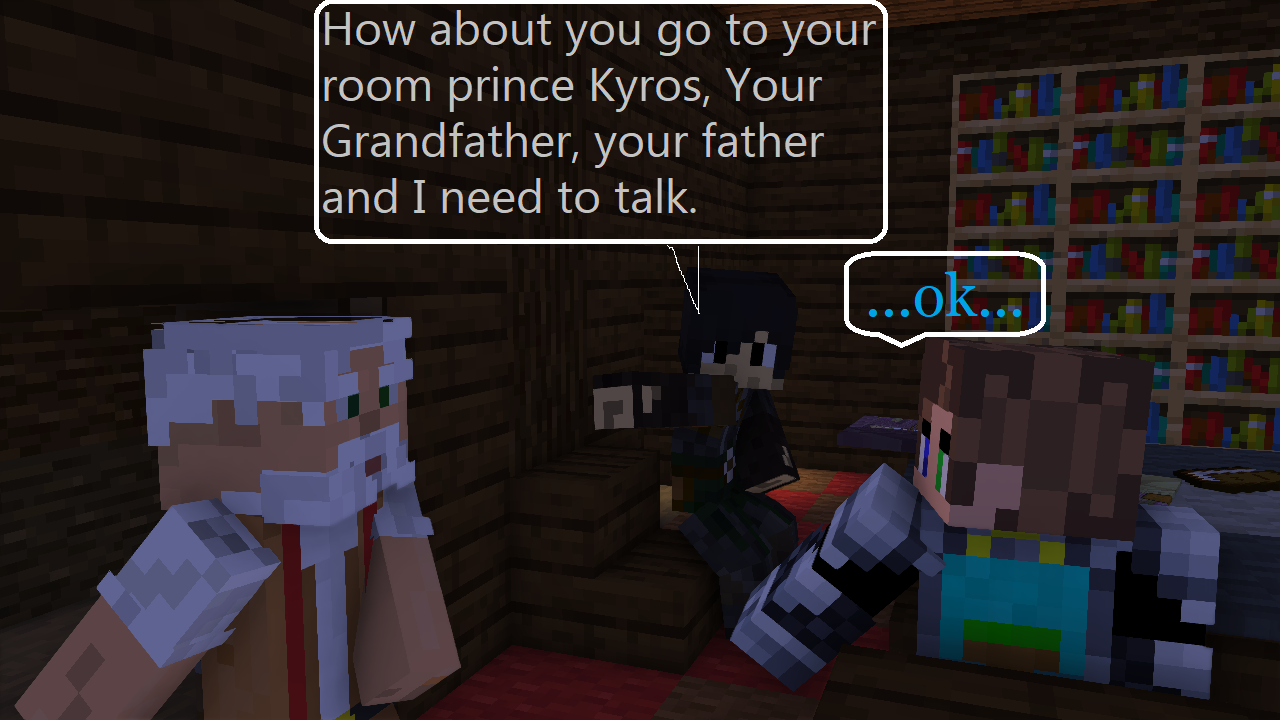 How about you go to your
room prince Kyros, Your
Grandfather, your father
and I need to talk.
...ok...